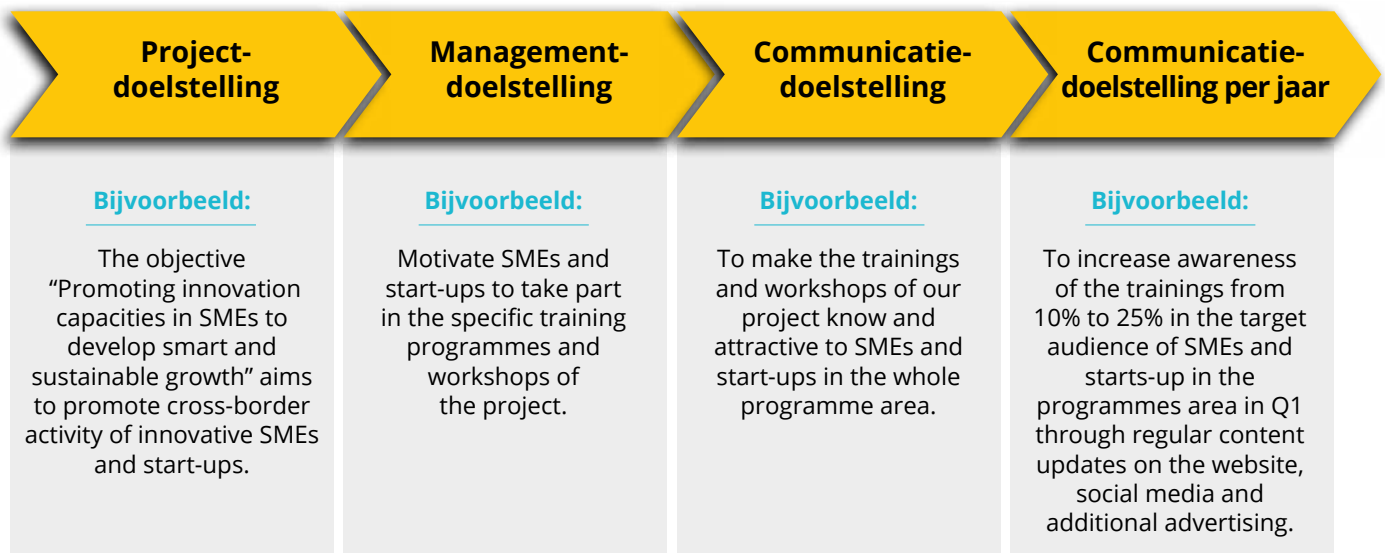 Project-
doelstelling
Bijvoorbeeld:
The objective
“Promoting innovation
capacities in SMEs to
develop smart and
sustainable growth” aims
to promote cross-border
activity of innovative SMEs
and start-ups.
Management-
doelstelling
Bijvoorbeeld:
Motivate SMEs and
start-ups to take part
in the specific training
programmes and
workshops of
the project.
Communicatie-
doelstelling
Bijvoorbeeld:
To make the trainings
and workshops of our
project know and
attractive to SMEs and
start-ups in the whole
programme area.
Communicatie-
doelstelling per jaar
Bijvoorbeeld:
To increase awareness
of the trainings from
10% to 25% in the target
audience of SMEs and
starts-up in the
programmes area in Q1
through regular content
updates on the website,
social media and
additional advertising.